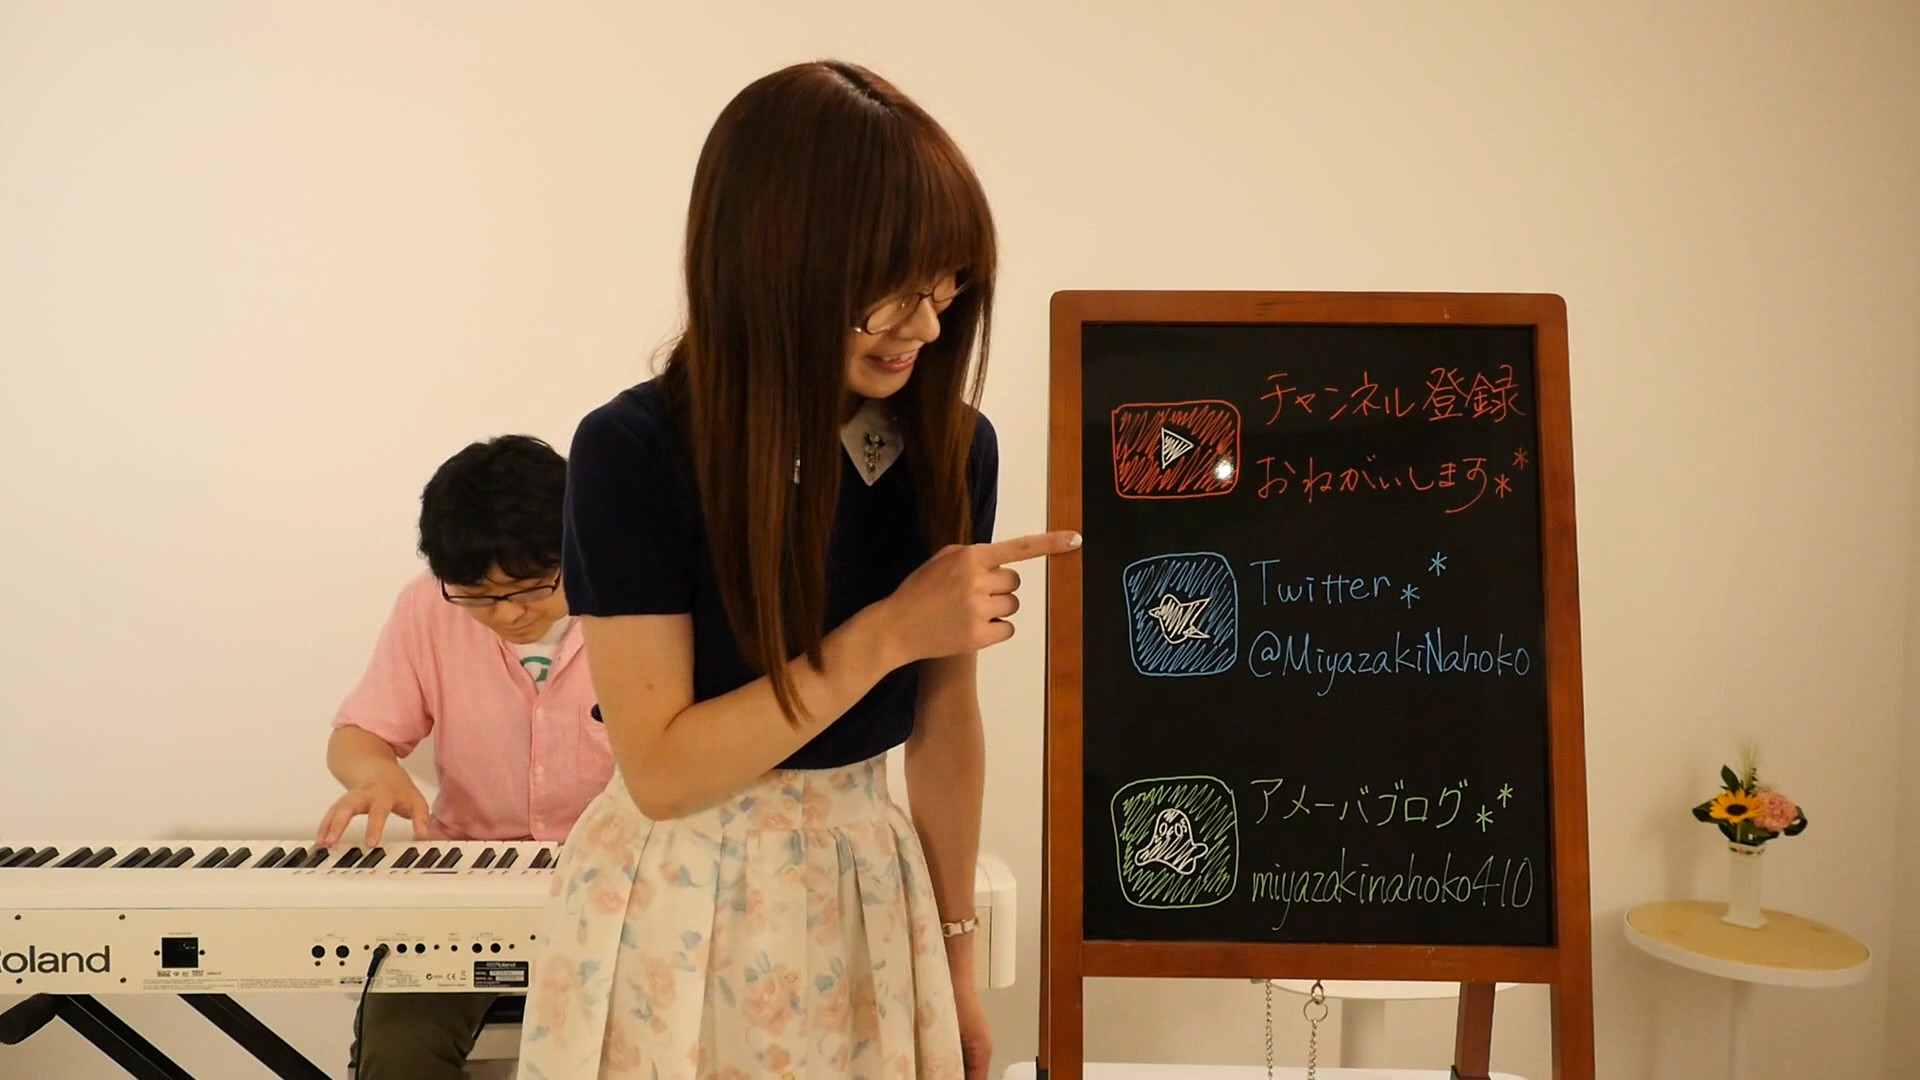 チャンネル登録
おねがいします**
Twitter**
@MiyazakiNahoko
アメーバブログ**
miyazakinahoko410
Roland